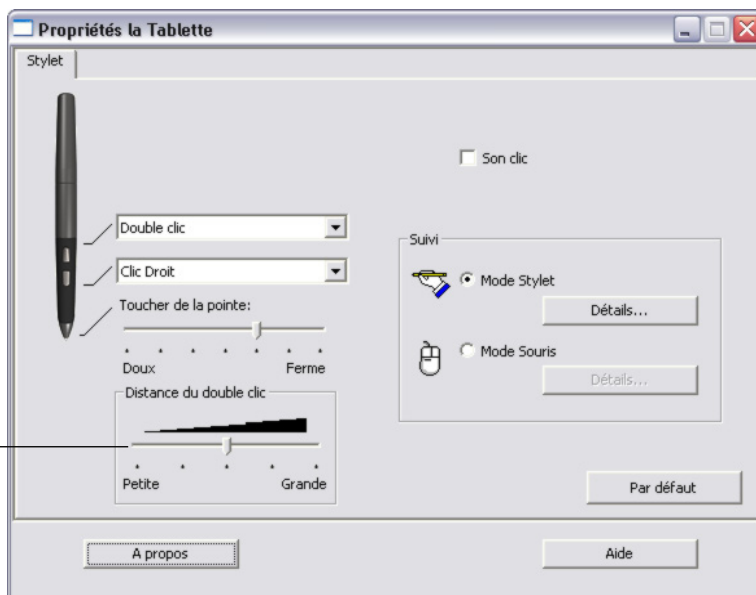 Propriétés la Tablette
Stylet
Son clic
Double clic
Clic Droit
Toucher de la pointe:
Doux Ferme
Distance du double clic
Petite Grande
Suivi
Mode Stylet
Détails...
Mode Souris
Détails...
Par défaut
A propos Aide